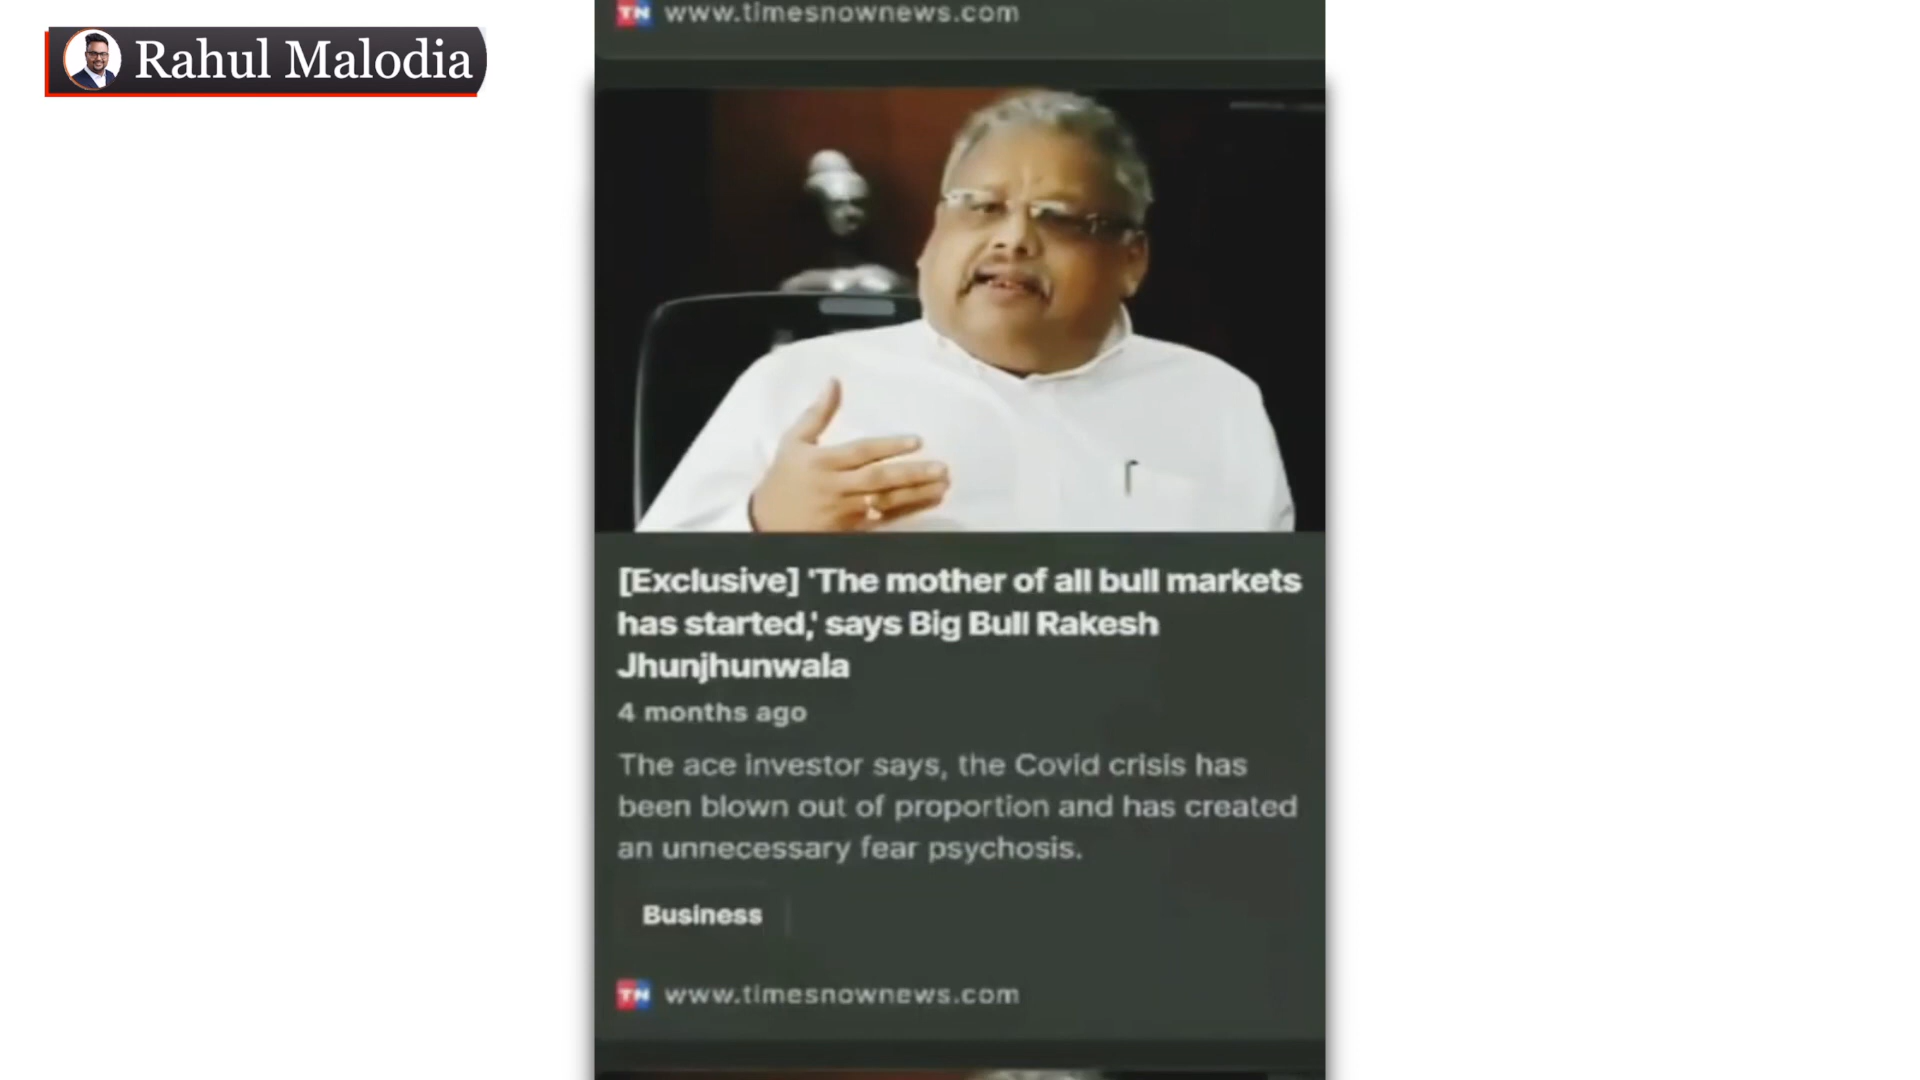 Rahul Malodia
TN www.timesnownews.com
[Exclusive] 'The mother of all bull markets
has started,' says Big Bull Rakesh
Jhunjhunwala
4 months ago
The ace investor says, the Covid crisis has
been blown out of proportion and has created
an unnecessary fear psychosis.
Business
TN www.timesnownews.com